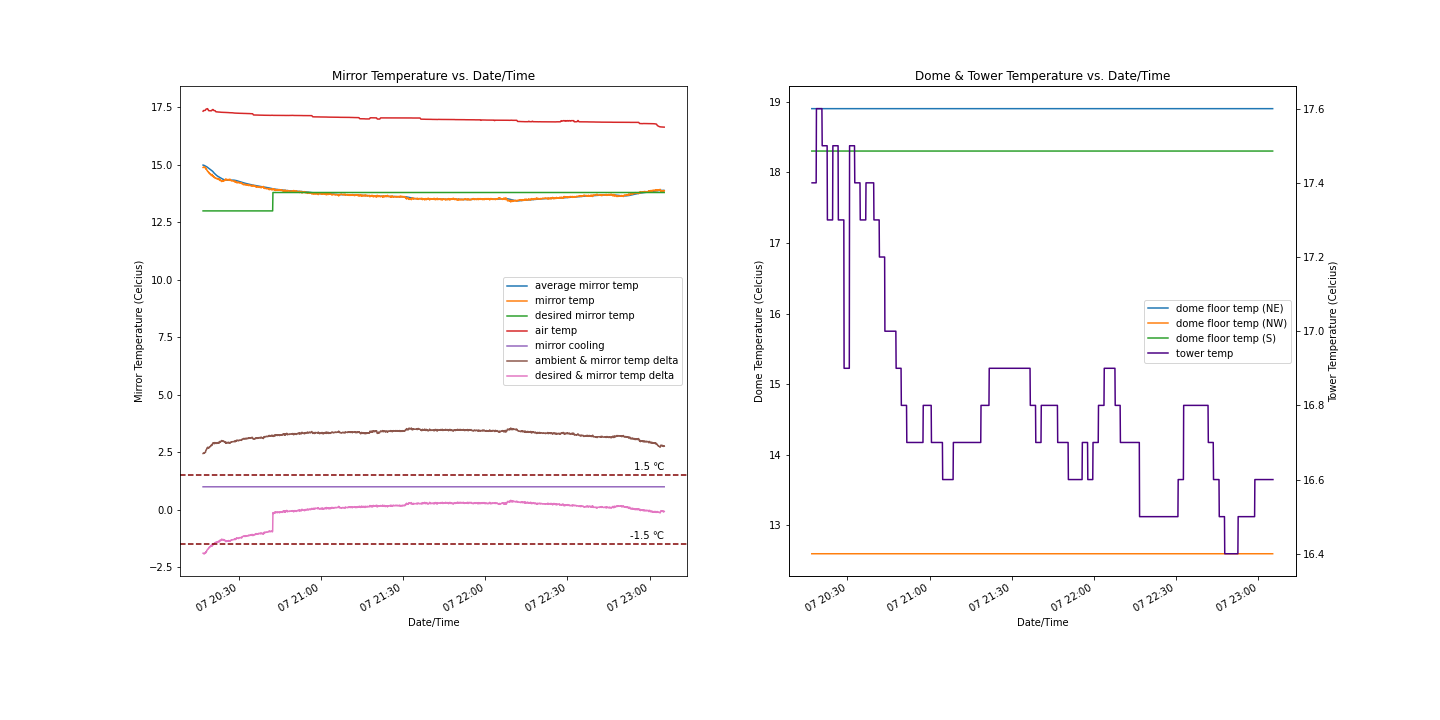 Mirror Temperature vs. Date/Time
17.5
15.0
12.5
10.0
7.5
5.0
2.5
0.0
−2.5
Mirror Temperature (Celcius)
average mirror temp
mirror temp
desired mirror temp
air temp
mirror cooling
ambient & mirror temp delta
desired & mirror temp delta
1.5 ℃
-1.5 ℃
07 20:30
07 21:00
07 21:30
07 22:00
07 22:30
07 23:00
Date/Time
Dome & Tower Temperature vs. Date/Time
19
18
17
16
15
14
13
Dome Temperature (Celcius)
dome floor temp (NE)
dome floor temp (NW)
dome floor temp (S)
tower temp
17.6
17.4
17.2
17.0
16.8
16.6
16.4
Tower Temperature (Celcius)
07 20:30
07 21:00
07 21:30
07 22:00
07 22:30
07 23:00
Date/Time